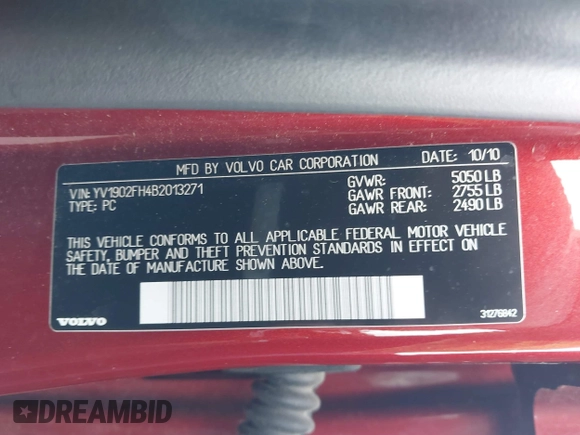 MFD BY VOLVO CAR CORPORATION DATE: 10/10
VIN: YV1902FH4B2013271 GVWR: 5050 LB
TYPE: PC GAWR FRONT: 2755 LB
GAWR REAR: 2490 LB
THIS VEHICLE CONFORMS TO ALL APPLICABLE FEDERAL MOTOR VEHICLE
SAFETY, BUMPER AND THEFT PREVENTION STANDARDS IN EFFECT ON
THE DATE OF MANUFACTURE SHOWN ABOVE.
VOLVO 31276842
DREAMBID